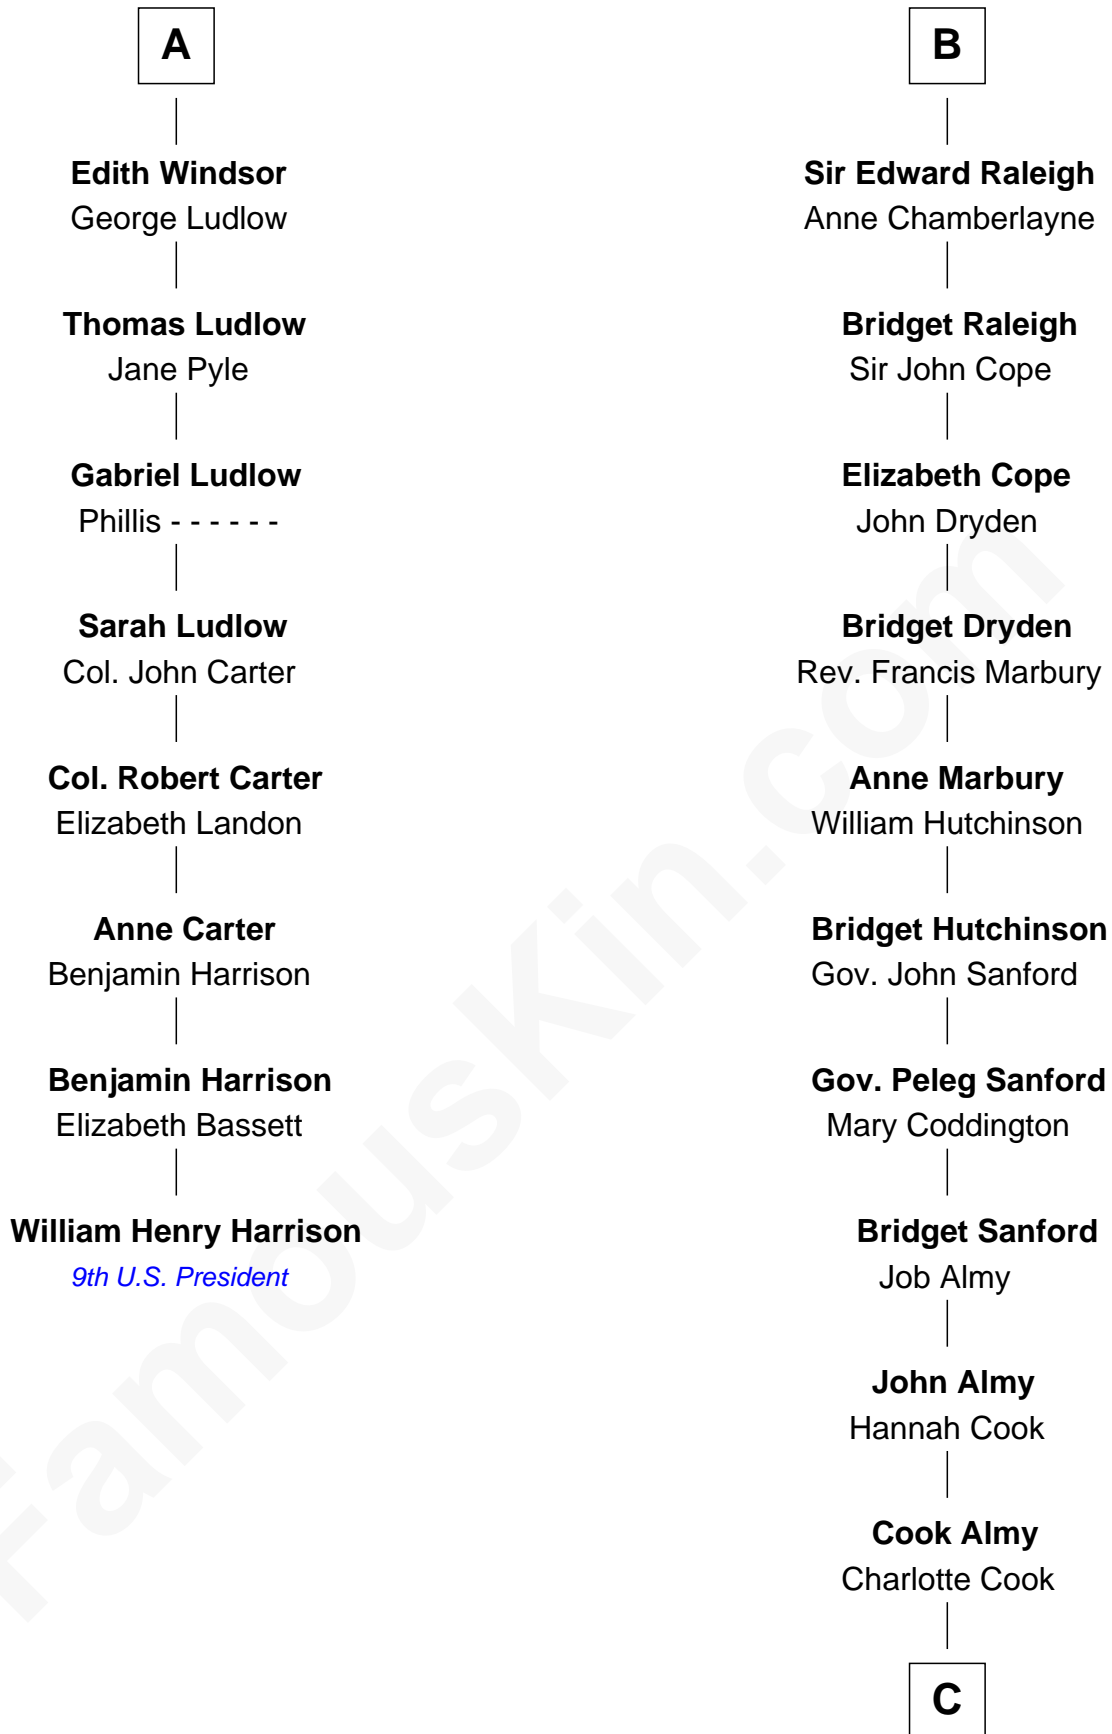 A
Edith Windsor
George Ludlow
Thomas Ludlow
Jane Pyle
Gabriel Ludlow
Phillis - - - - - -
Sarah Ludlow
Col. John Carter
Col. Robert Carter
Elizabeth Landon
Anne Carter
Benjamin Harrison
Benjamin Harrison
Elizabeth Bassett
William Henry Harrison
9th U.S. President
B
Sir Edward Raleigh
Anne Chamberlayne
Bridget Raleigh
Sir John Cope
Elizabeth Cope
John Dryden
Bridget Dryden
Rev. Francis Marbury
Anne Marbury
William Hutchinson
Bridget Hutchinson
Gov. John Sanford
Gov. Peleg Sanford
Mary Coddington
Bridget Sanford
Job Almy
John Almy
Hannah Cook
Cook Almy
Charlotte Cook
C
FamousKin.com